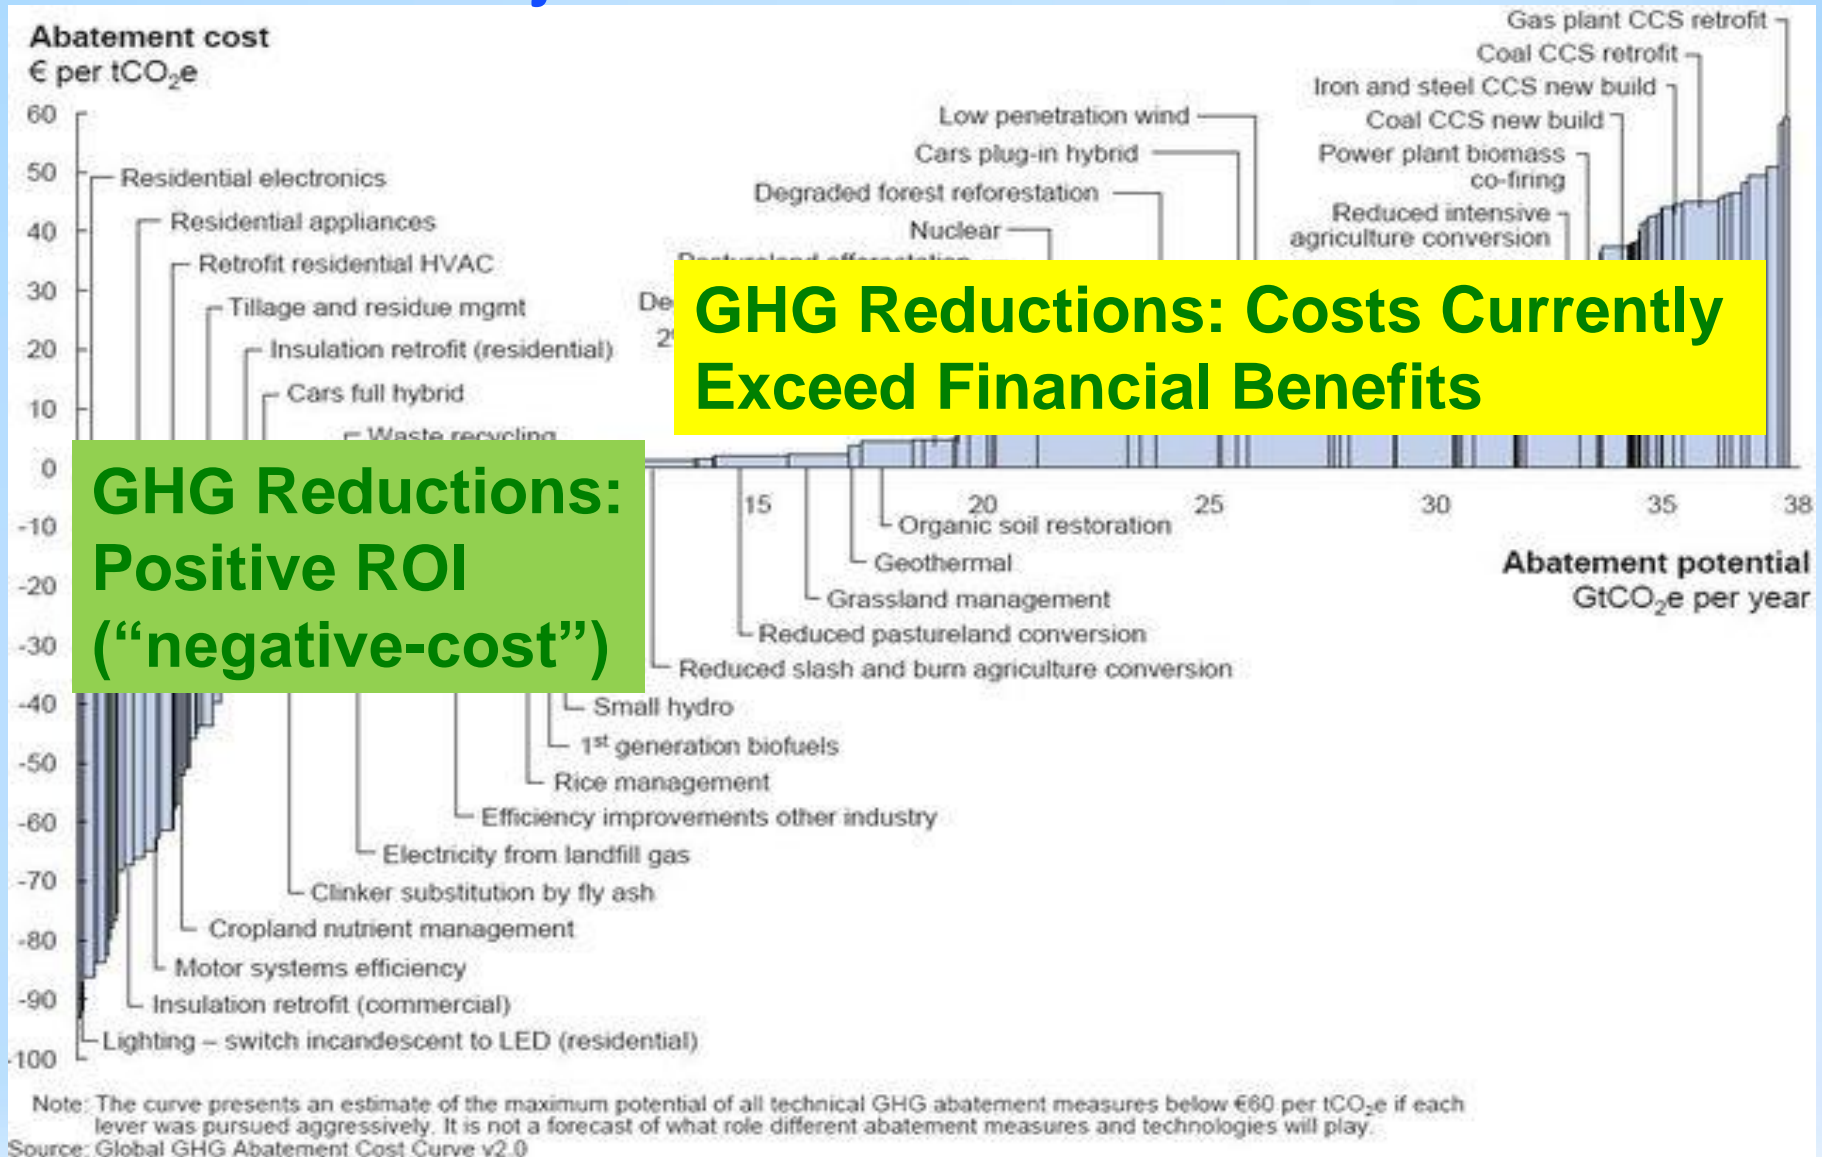 Abatement cost
€ per tCO₂e
60
50
40
30
20
10
0
-10
-20
-30
-40
-50
-60
-70
-80
-90
-100
Residential electronics
Residential appliances
Retrofit residential HVAC
Tillage and residue mgmt
Insulation retrofit (residential)
Cars full hybrid
Waste recycling
Gas plant CCS retrofit
Coal CCS retrofit
Iron and steel CCS new build
Low penetration wind
Coal CCS new build
Cars plug-in hybrid
Power plant biomass
co-firing
Degraded forest reforestation
Reduced intensive
agriculture conversion
Nuclear
Pastureland afforestation
GHG Reductions: Costs Currently
Exceed Financial Benefits
GHG Reductions:
Positive ROI
(“negative-cost”)
15
20
25
30
35
38
Abatement potential
GtCO₂e per year
Organic soil restoration
Geothermal
Grassland management
Reduced pastureland conversion
Reduced slash and burn agriculture conversion
Small hydro
1st generation biofuels
Rice management
Efficiency improvements other industry
Electricity from landfill gas
Clinker substitution by fly ash
Cropland nutrient management
Motor systems efficiency
Insulation retrofit (commercial)
Lighting – switch incandescent to LED (residential)
Note: The curve presents an estimate of the maximum potential of all technical GHG abatement measures below €60 per tCO₂e if each
lever was pursued aggressively. It is not a forecast of what role different abatement measures and technologies will play.
Source: Global GHG Abatement Cost Curve v2.0